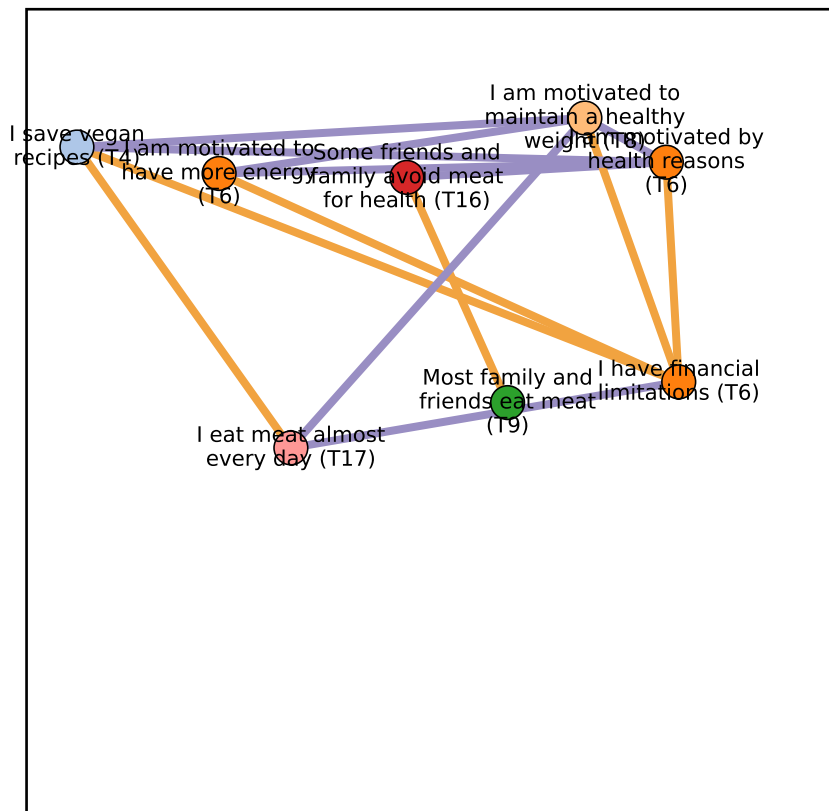 I save vegan
recipes (T4)
I am motivated to
have more energy
(T6)
Some friends and
family avoid meat
for health (T16)
I am motivated to
maintain a healthy
weight (T8)
I am motivated by
health reasons
(T6)
I have financial
limitations (T6)
Most family and
friends eat meat
(T9)
I eat meat almost
every day (T17)